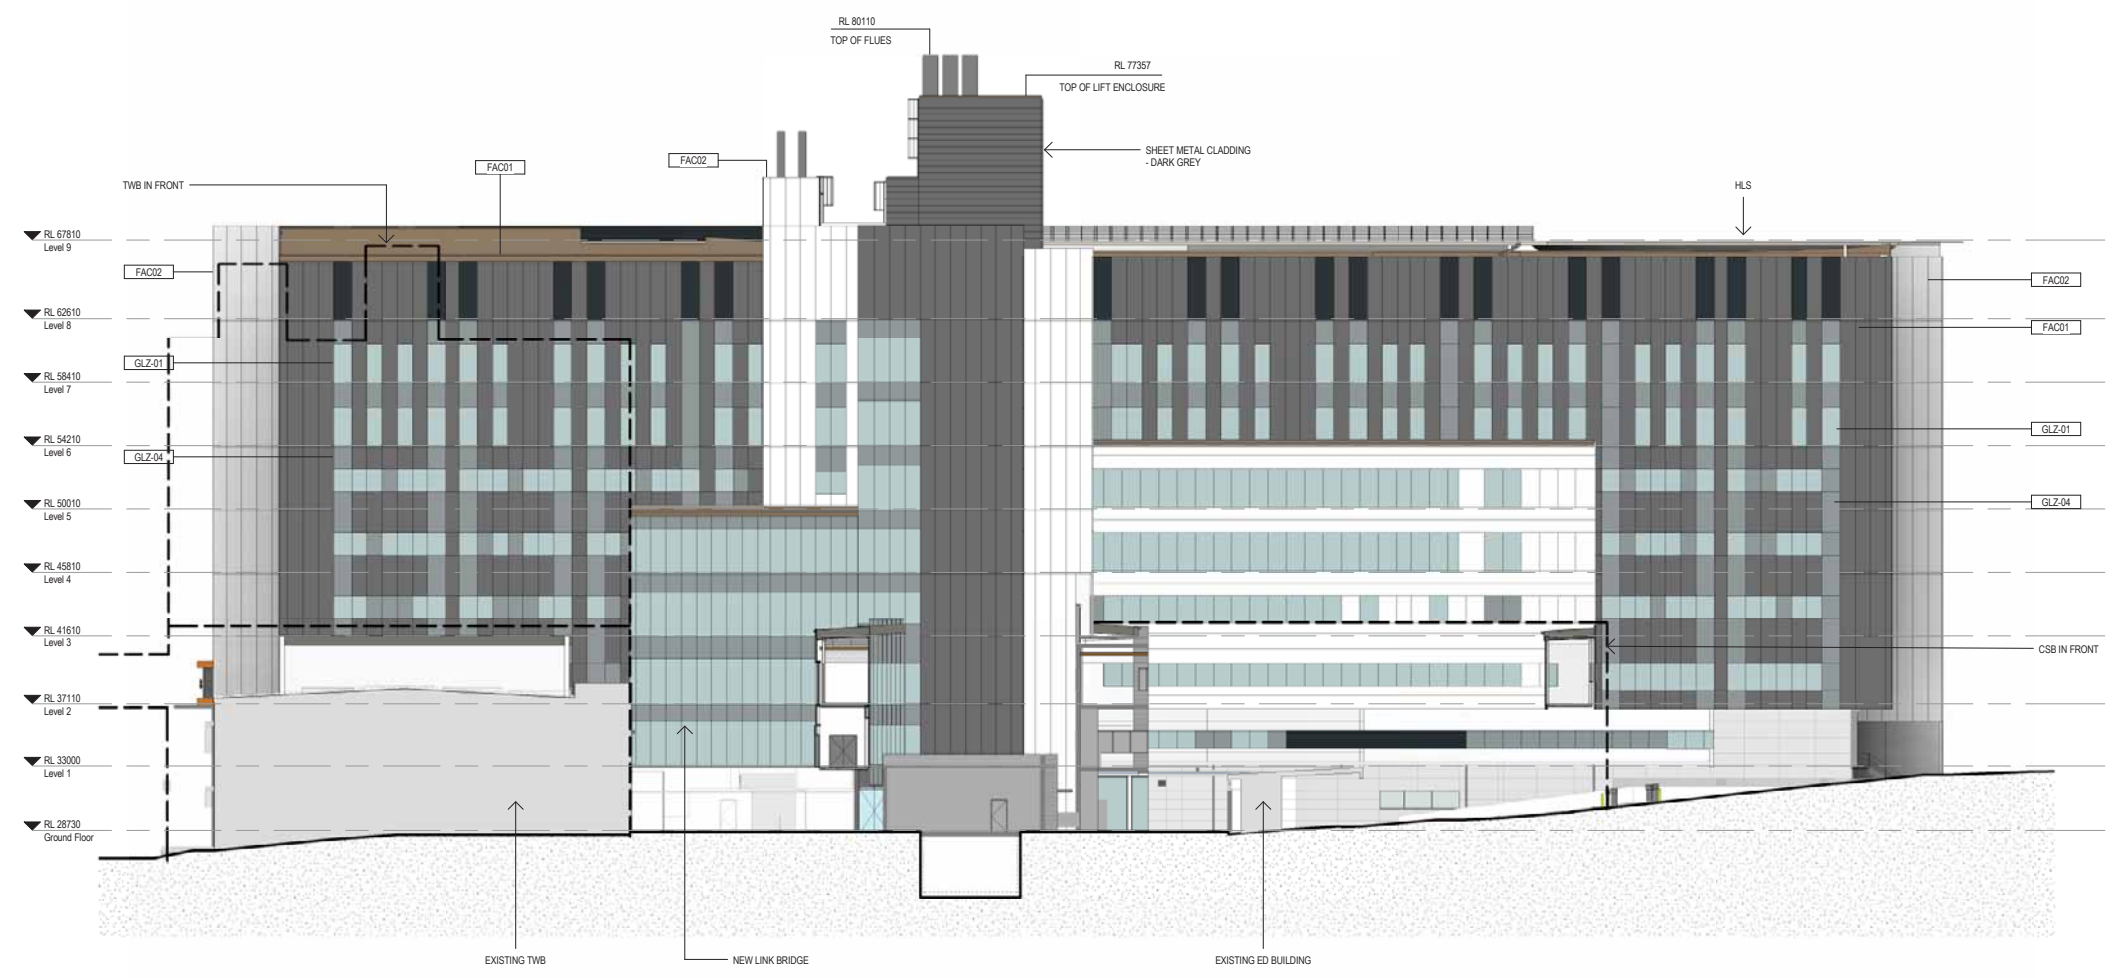 RL 80110
TOP OF FLUES
RL 77357
TOP OF LIFT ENCLOSURE
SHEET METAL CLADDING
- DARK GREY
FAC02
FAC01
TWB IN FRONT
HLS
RL 67810
Level 9
FAC02
FAC02
RL 62610
Level 8
FAC01
GLZ-01
RL 58410
Level 7
GLZ-01
RL 54210
Level 6
GLZ-04
RL 50010
Level 5
GLZ-04
RL 45810
Level 4
RL 41610
Level 3
CSB IN FRONT
RL 37110
Level 2
RL 33000
Level 1
RL 28730
Ground Floor
EXISTING TWB
NEW LINK BRIDGE
EXISTING ED BUILDING